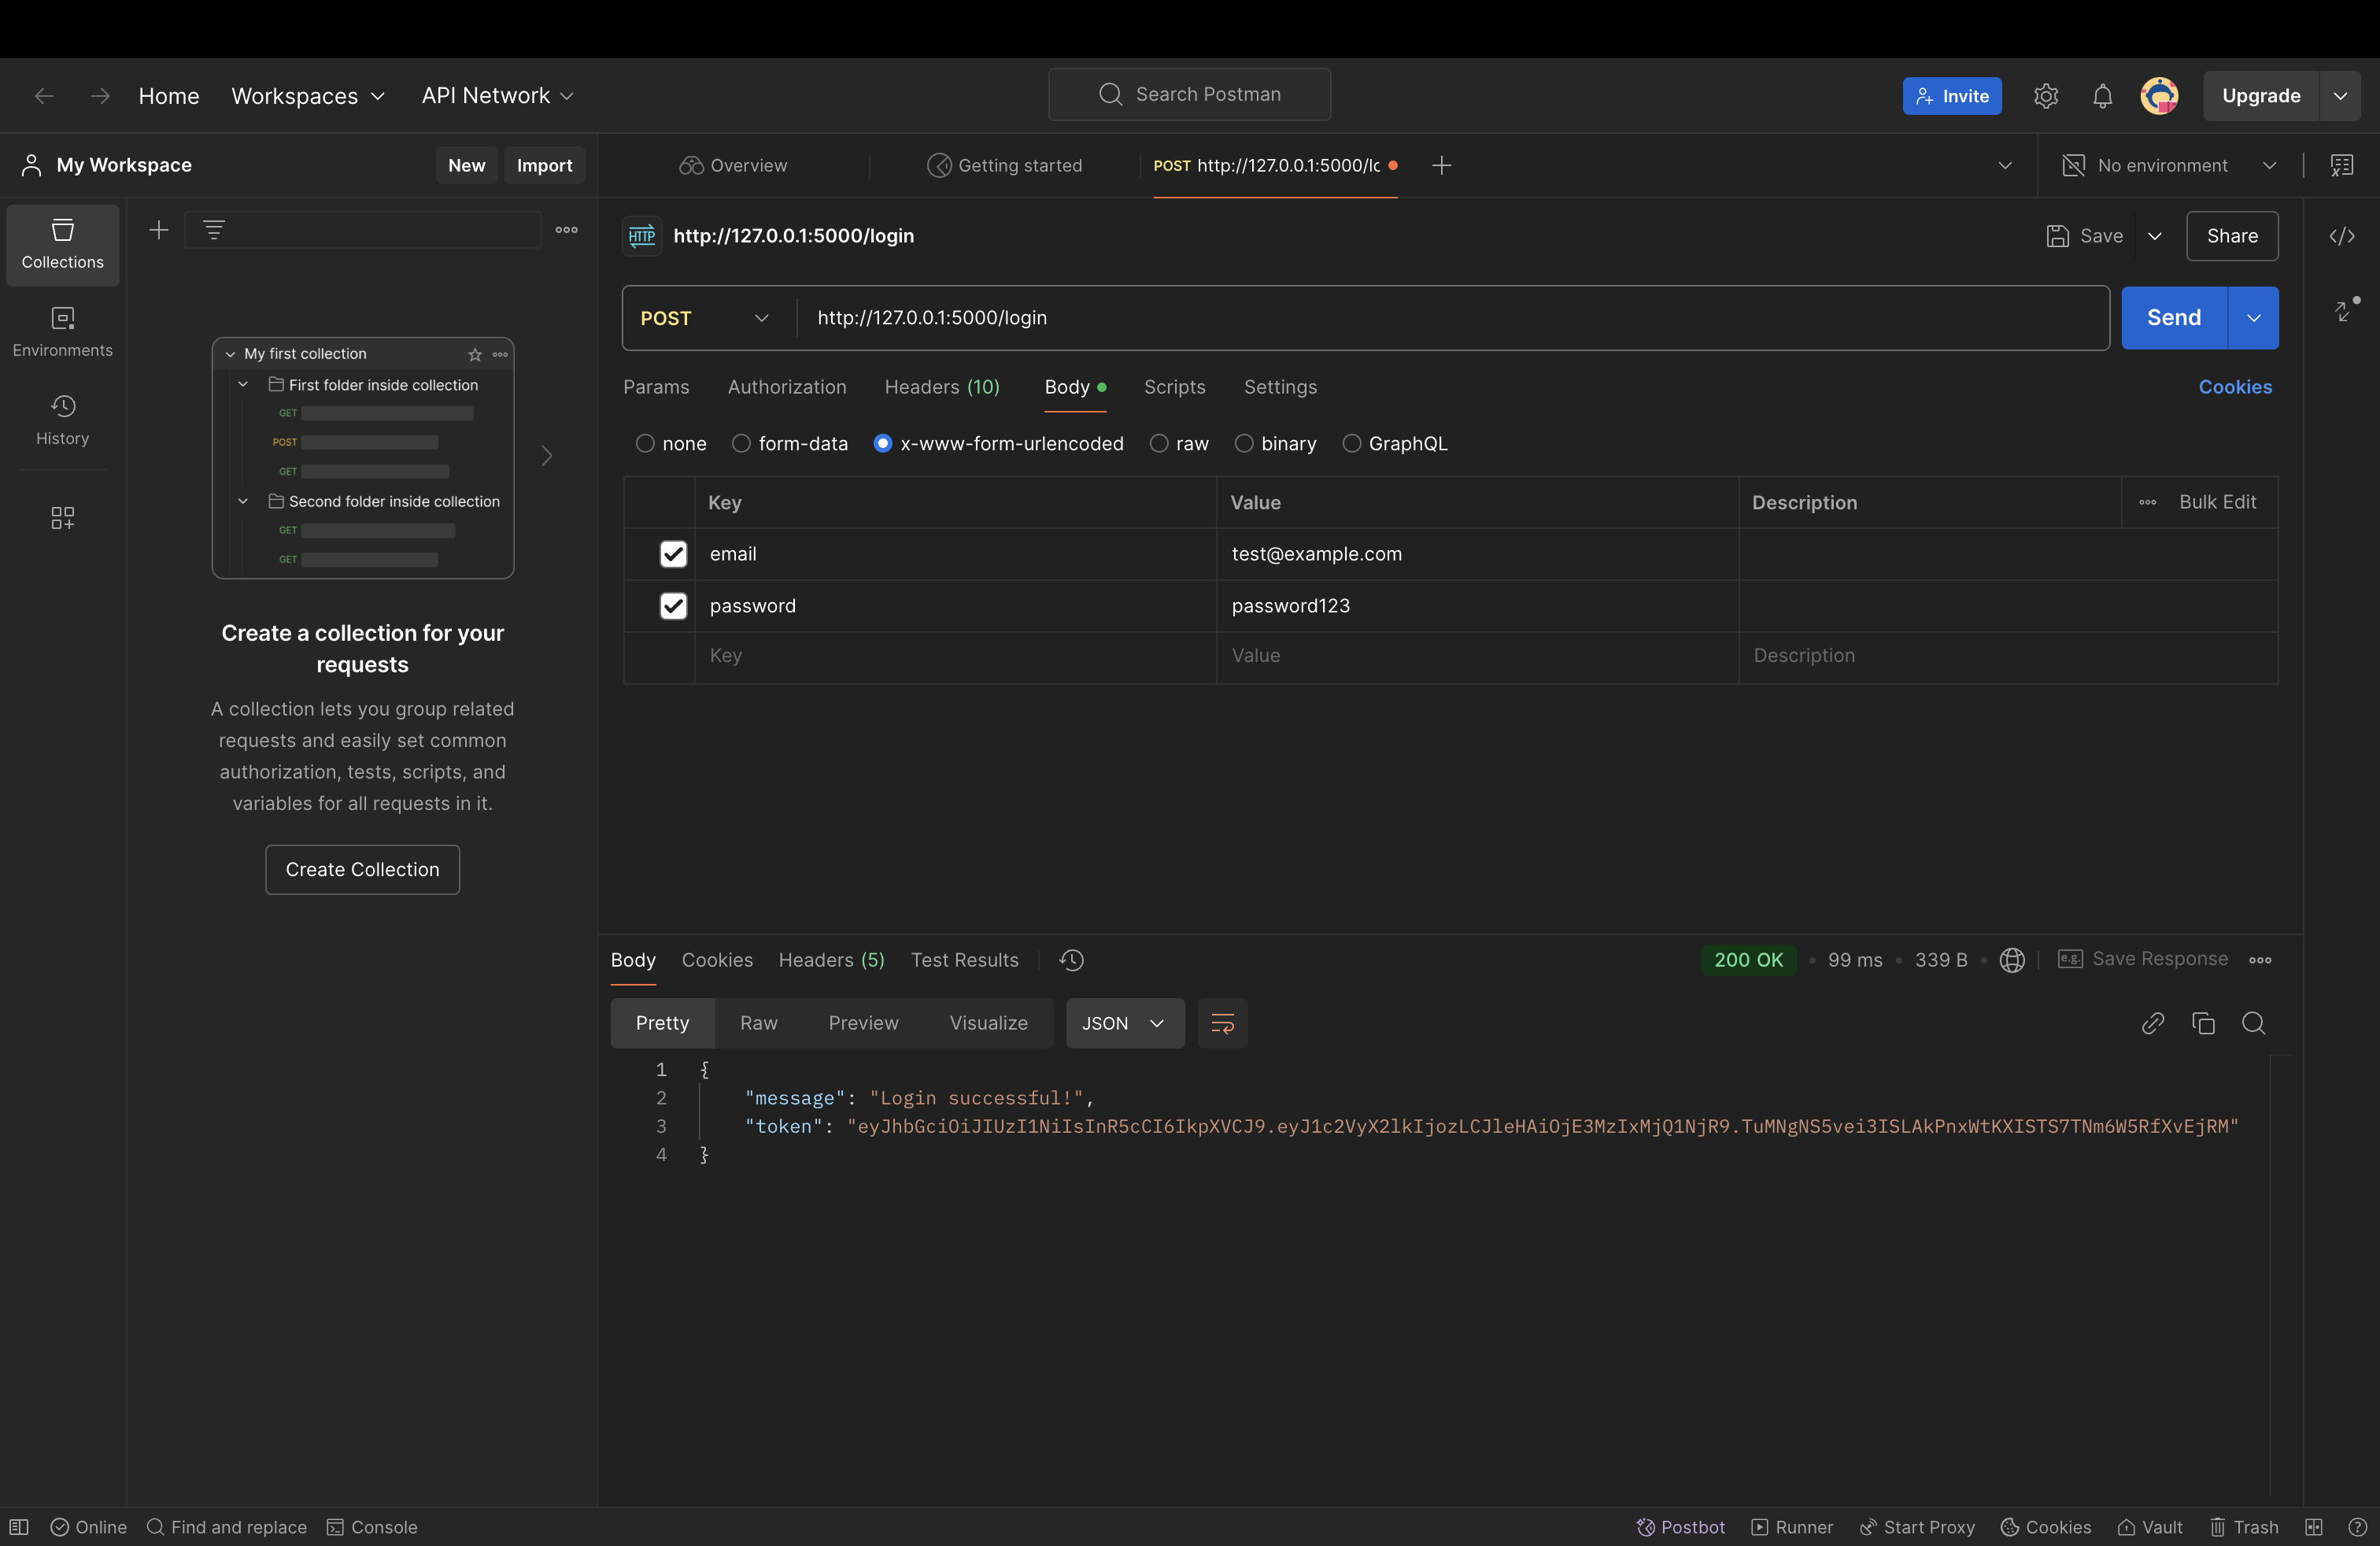 Home Workspaces API Network Search Postman Invite Upgrade
My Workspace New Import Overview Getting started POST http://127.0.0.1:5000/lc No environment
Collections
Environments
History
My first collection
First folder inside collection
GET
POST
GET
Second folder inside collection
GET
GET
Create a collection for your
requests
A collection lets you group related
requests and easily set common
authorization, tests, scripts, and
variables for all requests in it.
Create Collection
HTTP http://127.0.0.1:5000/login Save Share
POST http://127.0.0.1:5000/login Send
Params Authorization Headers (10) Body Scripts Settings Cookies
none form-data x-www-form-urlencoded raw binary GraphQL
Key Value Description Bulk Edit
email test@example.com
password password123
Key Value Description
Body Cookies Headers (5) Test Results 200 OK 99 ms 339 B e.g. Save Response
Pretty Raw Preview Visualize JSON
1 {
2 "message": "Login successful!",
3 "token": "eyJhbGciOiJIUzI1NiIsInR5cCI6IkpXVCJ9.eyJ1c2VyX2lkIjozLCJleHAiOjE3MzIxMjQ1NjR9.TuMNgNS5vei3ISLAkPnxWtKXISTS7TNm6W5RfXvEjRM"
4 }
Online Find and replace Console Postbot Runner Start Proxy Cookies Vault Trash